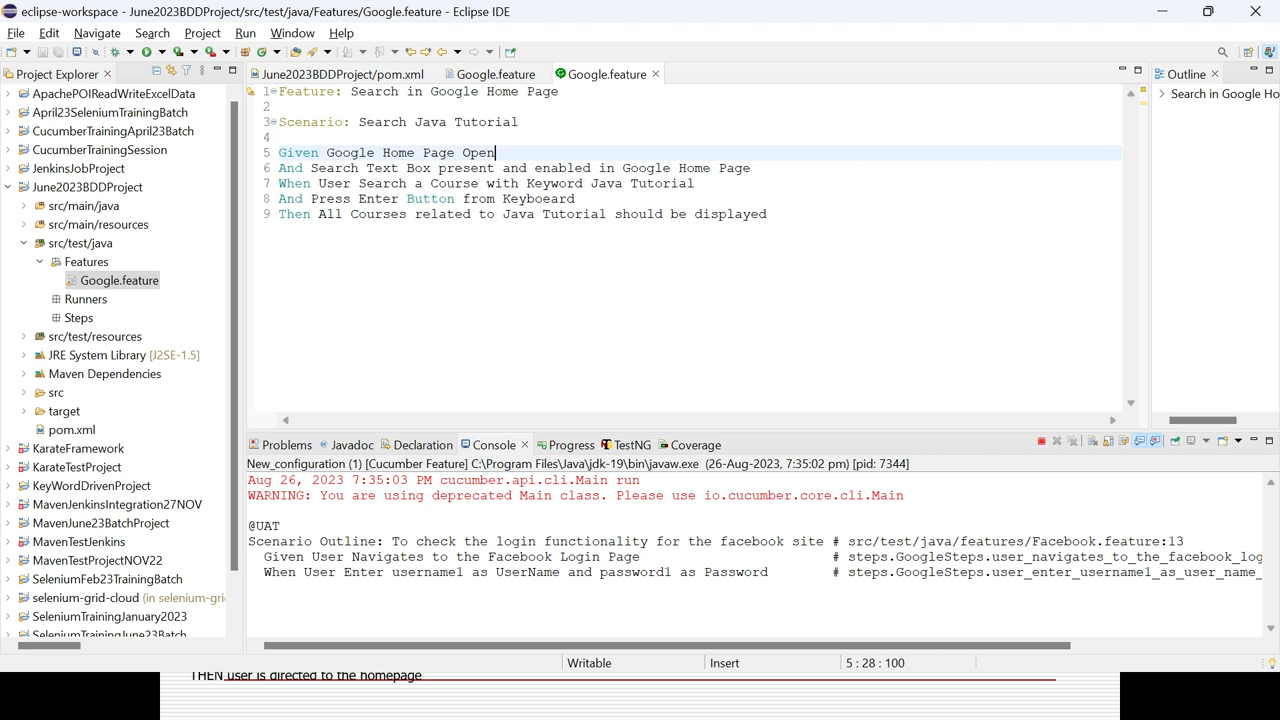 eclipse-workspace - June2023BDDProject/src/test/java/Features/Google.feature - Eclipse IDE
File Edit Navigate Search Project Run Window Help
Project Explorer
June2023BDDProject/pom.xml Google.feature Google.feature
Outline
ApachePOIReadWriteExcelData
April23SeleniumTrainingBatch
CucumberTrainingApril23Batch
CucumberTrainingSession
JenkinsJobProject
June2023BDDProject
src/main/java
src/main/resources
src/test/java
Features
Google.feature
Runners
Steps
src/test/resources
JRE System Library [J2SE-1.5]
Maven Dependencies
src
target
pom.xml
KarateFramework
KarateTestProject
KeyWordDrivenProject
MavenJenkinsIntegration27NOV
MavenJune23BatchProject
MavenTestJenkins
MavenTestProjectNOV22
SeleniumFeb23TrainingBatch
selenium-grid-cloud (in selenium-gri
SeleniumTrainingJanuary2023
SeleniumTrainingJune23Batch
1 Feature: Search in Google Home Page
2
3 Scenario: Search Java Tutorial
4
5 Given Google Home Page Open
6 And Search Text Box present and enabled in Google Home Page
7 When User Search a Course with Keyword Java Tutorial
8 And Press Enter Button from Keyboeard
9 Then All Courses related to Java Tutorial should be displayed
Search in Google Ho
Problems Javadoc Declaration Console Progress TestNG Coverage
New_configuration (1) [Cucumber Feature] C:\Program Files\Java\jdk-19\bin\javaw.exe (26-Aug-2023, 7:35:02 pm) [pid: 7344]
Aug 26, 2023 7:35:03 PM cucumber.api.cli.Main run
WARNING: You are using deprecated Main class. Please use io.cucumber.core.cli.Main
@UAT
Scenario Outline: To check the login functionality for the facebook site # src/test/java/features/Facebook.feature:13
Given User Navigates to the Facebook Login Page # steps.GoogleSteps.user_navigates_to_the_facebook_log
When User Enter username1 as UserName and password1 as Password # steps.GoogleSteps.user_enter_username1_as_user_name_
Writable Insert 5 : 28 : 100
THEN user is directed to the homepage